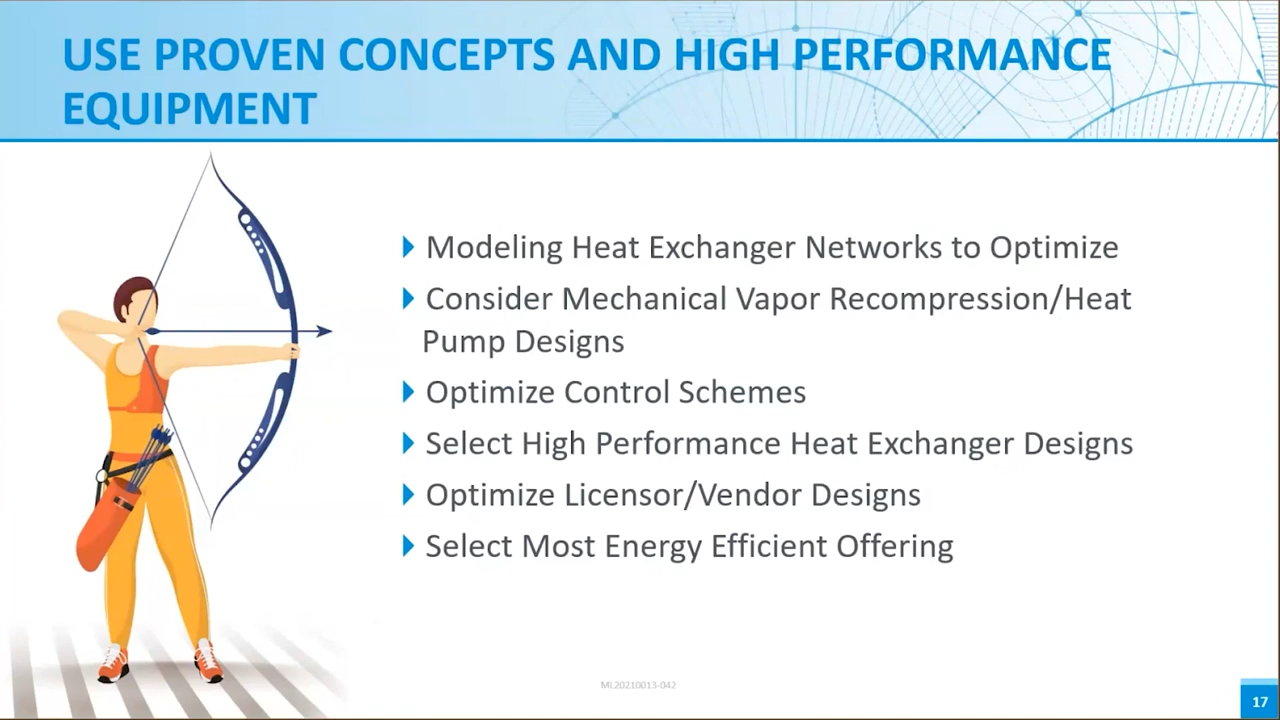 USE PROVEN CONCEPTS AND HIGH PERFORMANCE
EQUIPMENT
Modeling Heat Exchanger Networks to Optimize
Consider Mechanical Vapor Recompression/Heat
Pump Designs
Optimize Control Schemes
Select High Performance Heat Exchanger Designs
Optimize Licensor/Vendor Designs
Select Most Energy Efficient Offering
MI.20210013-042
17